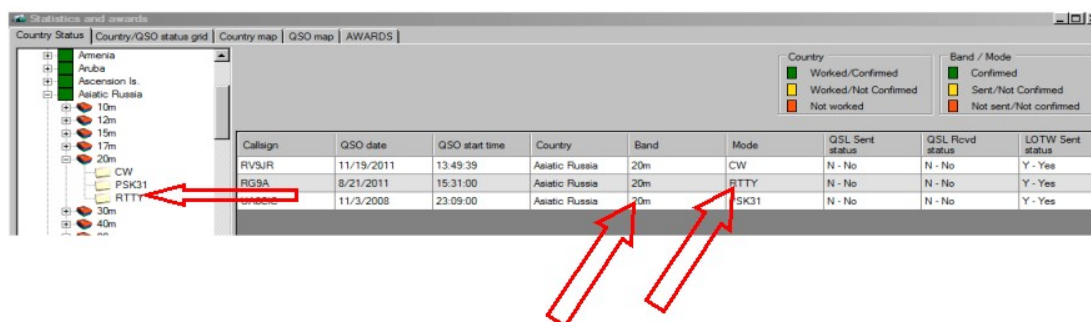 Statistics and awards
Country Status Country/QSO status grid Country map QSO map AWARDS
Armenia
Aruba
Ascension Is.
Asiatic Russia
10m
12m
15m
17m
20m
CW
PSK31
RTTY
30m
40m
Country
Worked/Confirmed
Worked/Not Confirmed
Not worked
Band / Mode
Confirmed
Sent/Not Confirmed
Not sent/Not confirmed
Callsign QSO date QSO start time Country Band Mode QSL Sent status QSL Rcvd status LOTW Sent status
RV9JR 11/19/2011 13:49:39 Asiatic Russia 20m CW N - No N - No Y - Yes
RG9A 8/21/2011 15:31:00 Asiatic Russia 20m RTTY N - No N - No Y - Yes
11/3/2008 23:09:00 Asiatic Russia 20m PSK31 N - No N - No Y - Yes